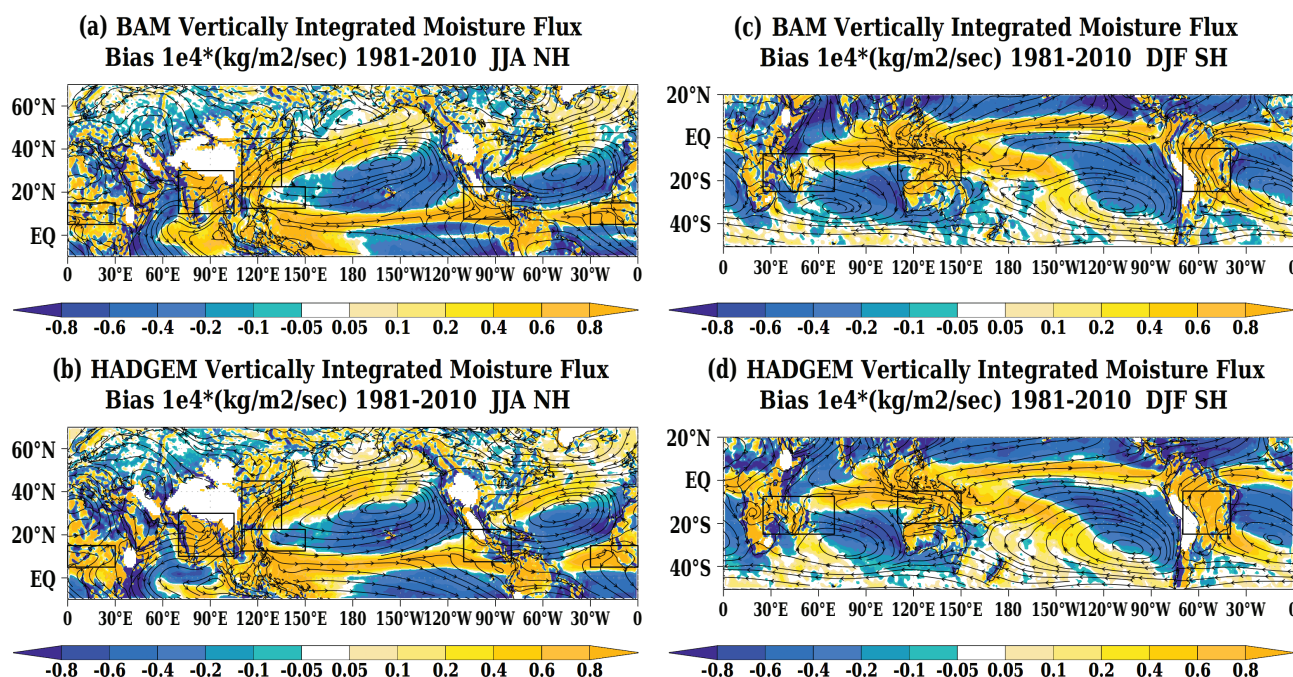 (a) BAM Vertically Integrated Moisture Flux
Bias 1e4*(kg/m2/sec) 1981-2010 JJA NH
60°N
40°N
20°N
EQ
0 30°E 60°E 90°E 120°E 150°E 180 150°W 120°W 90°W 60°W 30°W 0
-0.8 -0.6 -0.4 -0.2 -0.1 -0.05 0.05 0.1 0.2 0.4 0.6 0.8
(b) HADGEM Vertically Integrated Moisture Flux
Bias 1e4*(kg/m2/sec) 1981-2010 JJA NH
60°N
40°N
20°N
EQ
0 30°E 60°E 90°E 120°E 150°E 180 150°W 120°W 90°W 60°W 30°W 0
-0.8 -0.6 -0.4 -0.2 -0.1 -0.05 0.05 0.1 0.2 0.4 0.6 0.8
(c) BAM Vertically Integrated Moisture Flux
Bias 1e4*(kg/m2/sec) 1981-2010 DJF SH
20°N
EQ
20°S
40°S
0 30°E 60°E 90°E 120°E 150°E 180 150°W 120°W 90°W 60°W 30°W 0
-0.8 -0.6 -0.4 -0.2 -0.1 -0.05 0.05 0.1 0.2 0.4 0.6 0.8
(d) HADGEM Vertically Integrated Moisture Flux
Bias 1e4*(kg/m2/sec) 1981-2010 DJF SH
20°N
EQ
20°S
40°S
0 30°E 60°E 90°E 120°E 150°E 180 150°W 120°W 90°W 60°W 30°W 0
-0.8 -0.6 -0.4 -0.2 -0.1 -0.05 0.05 0.1 0.2 0.4 0.6 0.8